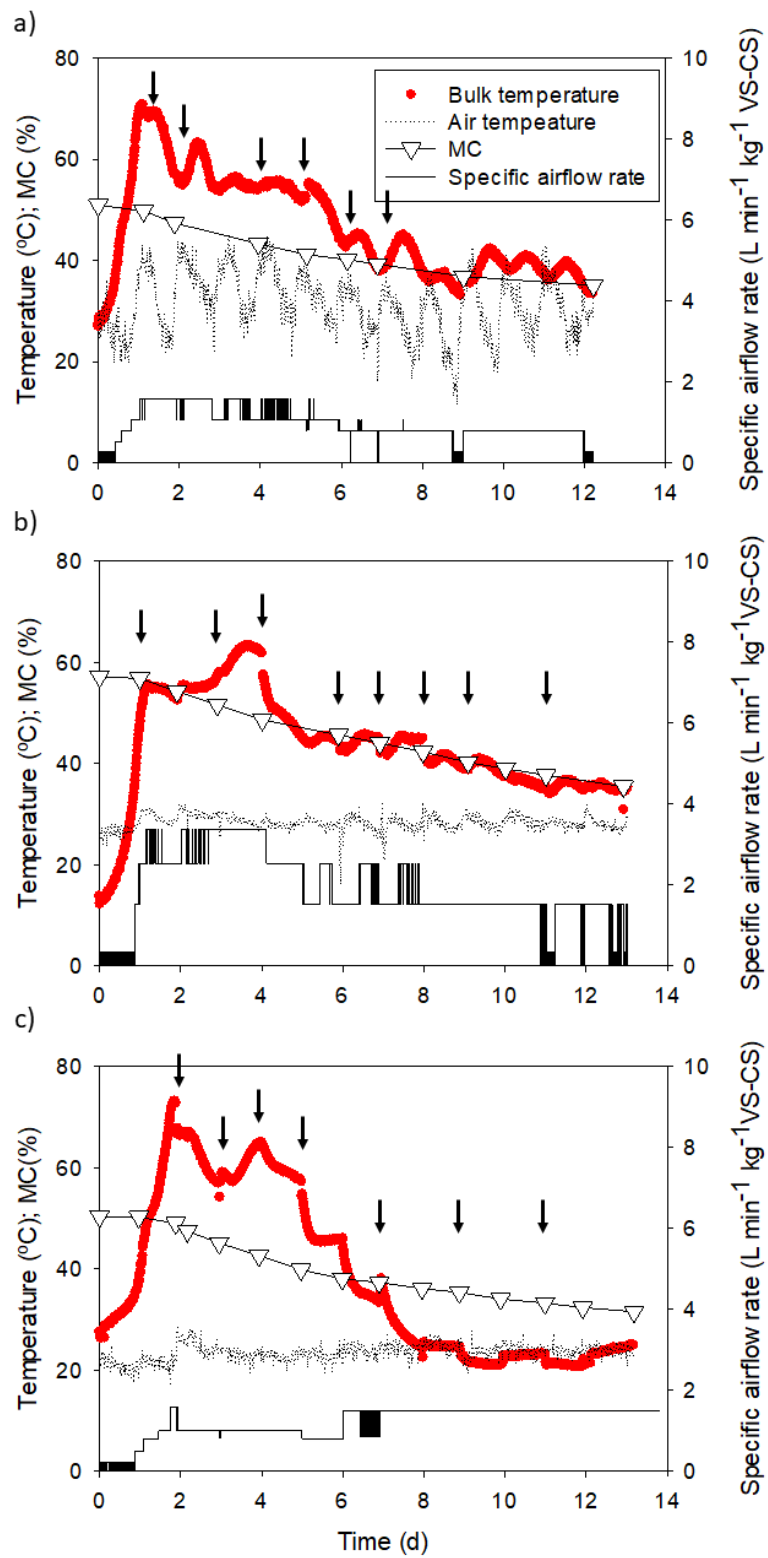 a)
80
60
40
20
0
Temperature (ºC); MC (%)
10
8
6
4
2
0
Specific airflow rate (L min-1 kg-1 VS-CS)
Bulk temperature
Air tempeature
MC
Specific airflow rate
0 2 4 6 8 10 12 14
b)
80
60
40
20
0
Temperature (ºC); MC (%)
10
8
6
4
2
0
Specific airflow rate (L min-1 kg-1VS-CS)
0 2 4 6 8 10 12 14
c)
80
60
40
20
0
Temperature (ºC); MC(%)
10
8
6
4
2
0
Specific airflow rate (L min-1 kg-1VS-CS)
0 2 4 6 8 10 12 14
Time (d)